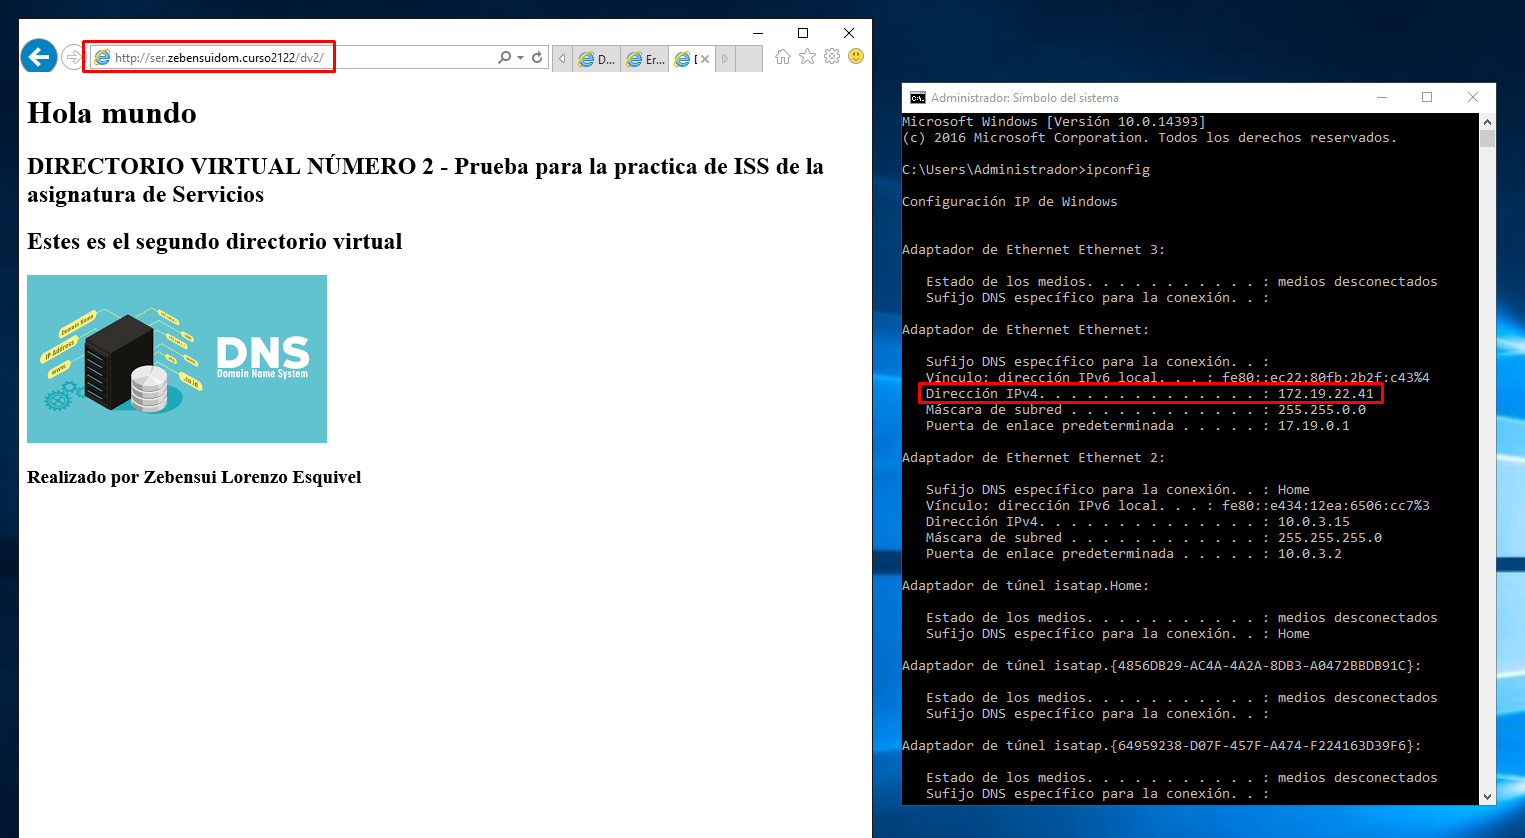 http://ser.zebensuidom.curso2122/dv2/
D...
Er...
Hola mundo
DIRECTORIO VIRTUAL NÚMERO 2 - Prueba para la practica de ISS de la
asignatura de Servicios
Estes es el segundo directorio virtual
Domain Name
IP Address
www.
.co.id
DNS
Domain Name System
Realizado por Zebensui Lorenzo Esquivel
Administrador: Símbolo del sistema
Microsoft Windows [Versión 10.0.14393]
(c) 2016 Microsoft Corporation. Todos los derechos reservados.
C:\Users\Administrador>ipconfig
Configuración IP de Windows
Adaptador de Ethernet Ethernet 3:
Estado de los medios. . . . . . . . . . . : medios desconectados
Sufijo DNS específico para la conexión. . :
Adaptador de Ethernet Ethernet:
Sufijo DNS específico para la conexión. . :
Vínculo: dirección IPv6 local. . . : fe80::ec22:80fb:2b2f:c43%4
Dirección IPv4. . . . . . . . . . . . . . : 172.19.22.41
Máscara de subred . . . . . . . . . . . . : 255.255.0.0
Puerta de enlace predeterminada . . . . . : 17.19.0.1
Adaptador de Ethernet Ethernet 2:
Sufijo DNS específico para la conexión. . : Home
Vínculo: dirección IPv6 local. . . : fe80::e434:12ea:6506:cc7%3
Dirección IPv4. . . . . . . . . . . . . . : 10.0.3.15
Máscara de subred . . . . . . . . . . . . : 255.255.255.0
Puerta de enlace predeterminada . . . . . : 10.0.3.2
Adaptador de túnel isatap.Home:
Estado de los medios. . . . . . . . . . . : medios desconectados
Sufijo DNS específico para la conexión. . : Home
Adaptador de túnel isatap.{4856DB29-AC4A-4A2A-8DB3-A0472BBDB91C}:
Estado de los medios. . . . . . . . . . . : medios desconectados
Sufijo DNS específico para la conexión. . :
Adaptador de túnel isatap.{64959238-D07F-457F-A474-F224163D39F6}:
Estado de los medios. . . . . . . . . . . : medios desconectados
Sufijo DNS específico para la conexión. . :